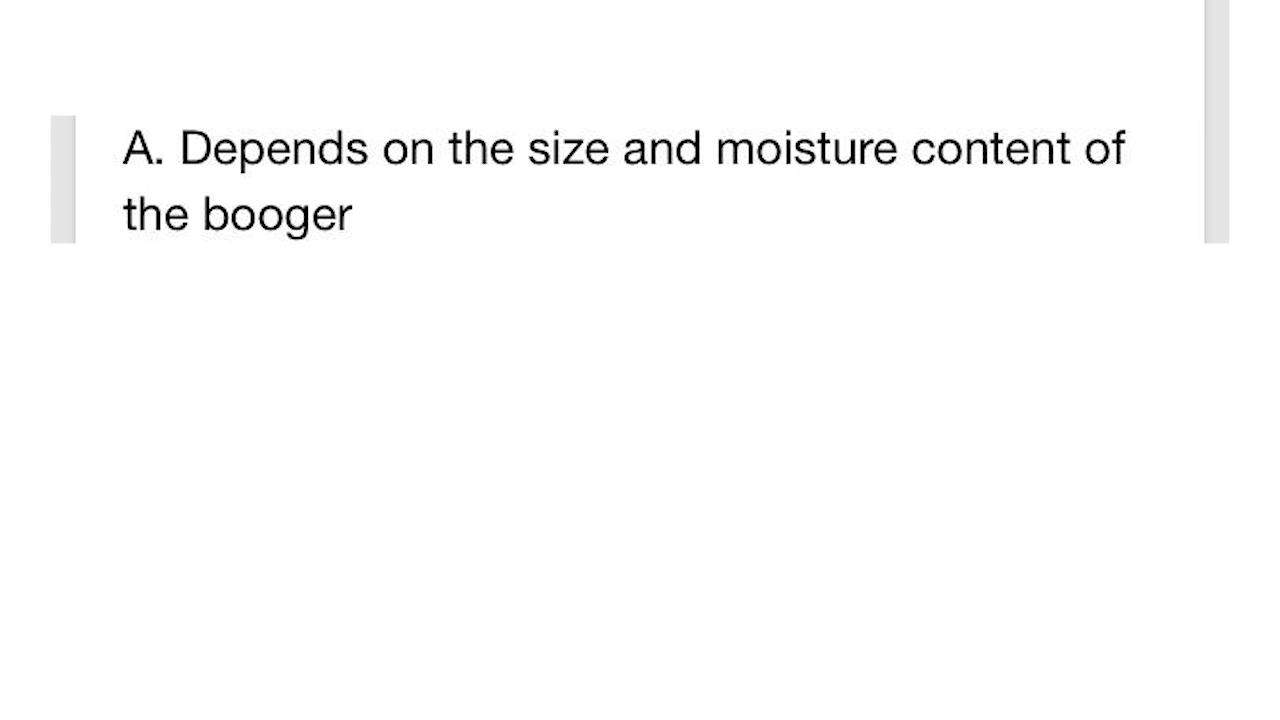 A. Depends on the size and moisture content of
the booger